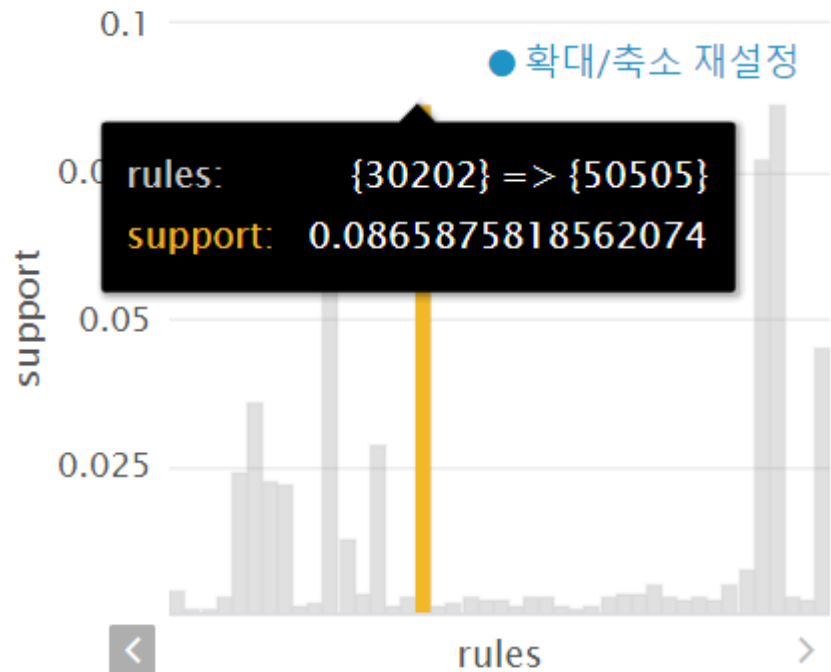 0.1
확대/축소 재설정
rules: {30202} => {50505}
support: 0.0865875818562074
0.05
0.025
support
rules